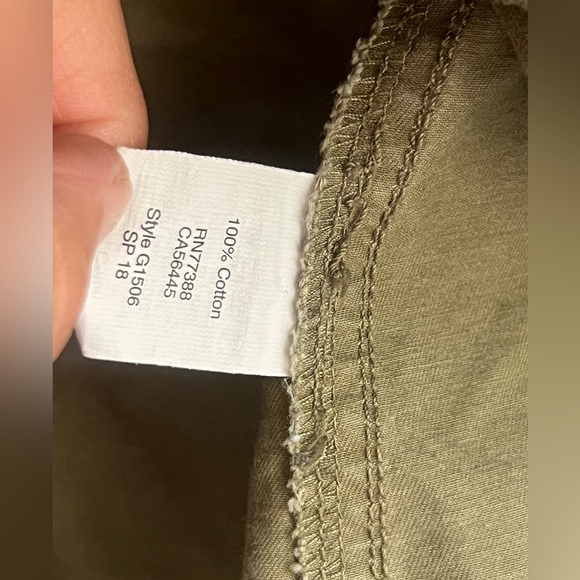 100% Cotton
RN77388
CA56445
Style G1506
SP 18